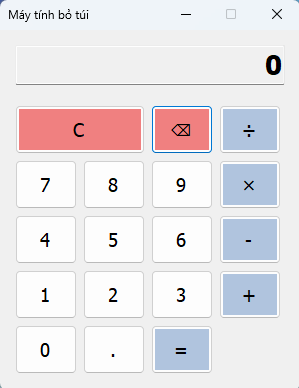 Máy tính bỏ túi
0
C ⌫ ÷
7 8 9 ×
4 5 6 -
1 2 3 +
0 . =